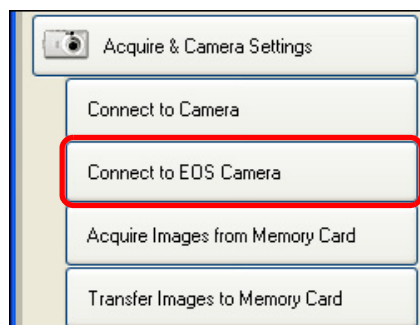 Acquire & Camera Settings
Connect to Camera
Connect to EOS Camera
Acquire Images from Memory Card
Transfer Images to Memory Card